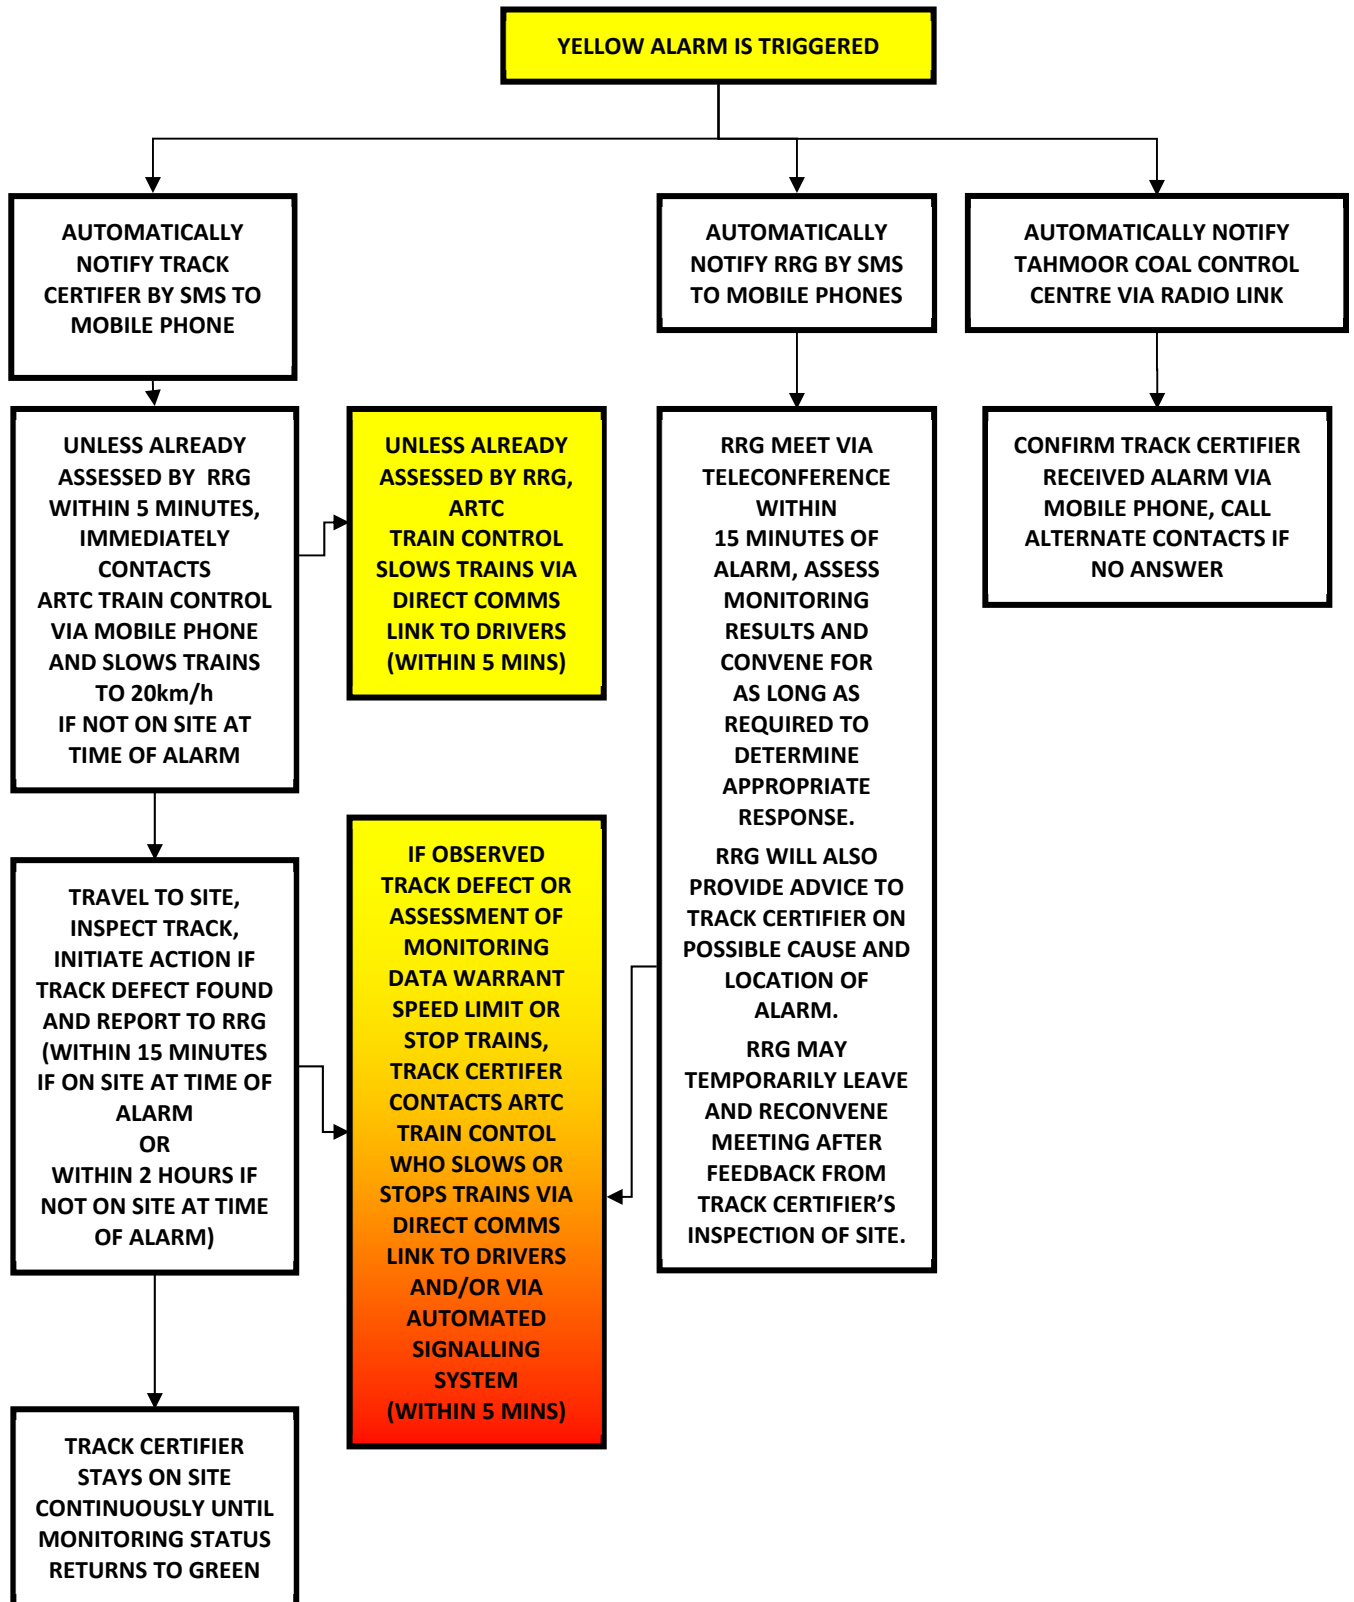 YELLOW ALARM IS TRIGGERED
AUTOMATICALLY
NOTIFY TRACK
CERTIFER BY SMS TO
MOBILE PHONE
AUTOMATICALLY
NOTIFY RRG BY SMS
TO MOBILE PHONES
AUTOMATICALLY NOTIFY
TAHMOOR COAL CONTROL
CENTRE VIA RADIO LINK
UNLESS ALREADY
ASSESSED BY RRG
WITHIN 5 MINUTES,
IMMEDIATELY
CONTACTS
ARTC TRAIN CONTROL
VIA MOBILE PHONE
AND SLOWS TRAINS
TO 20km/h
IF NOT ON SITE AT
TIME OF ALARM
UNLESS ALREADY
ASSESSED BY RRG,
ARTC
TRAIN CONTROL
SLOWS TRAINS VIA
DIRECT COMMS
LINK TO DRIVERS
(WITHIN 5 MINS)
RRG MEET VIA
TELECONFERENCE
WITHIN
15 MINUTES OF
ALARM, ASSESS
MONITORING
RESULTS AND
CONVENE FOR
AS LONG AS
REQUIRED TO
DETERMINE
APPROPRIATE
RESPONSE.
RRG WILL ALSO
PROVIDE ADVICE TO
TRACK CERTIFIER ON
POSSIBLE CAUSE AND
LOCATION OF
ALARM.
RRG MAY
TEMPORARILY LEAVE
AND RECONVENE
MEETING AFTER
FEEDBACK FROM
TRACK CERTIFIER’S
INSPECTION OF SITE.
CONFIRM TRACK CERTIFIER
RECEIVED ALARM VIA
MOBILE PHONE, CALL
ALTERNATE CONTACTS IF
NO ANSWER
TRAVEL TO SITE,
INSPECT TRACK,
INITIATE ACTION IF
TRACK DEFECT FOUND
AND REPORT TO RRG
(WITHIN 15 MINUTES
IF ON SITE AT TIME OF
ALARM
OR
WITHIN 2 HOURS IF
NOT ON SITE AT TIME
OF ALARM)
IF OBSERVED
TRACK DEFECT OR
ASSESSMENT OF
MONITORING
DATA WARRANT
SPEED LIMIT OR
STOP TRAINS,
TRACK CERTIFER
CONTACTS ARTC
TRAIN CONTOL
WHO SLOWS OR
STOPS TRAINS VIA
DIRECT COMMS
LINK TO DRIVERS
AND/OR VIA
AUTOMATED
SIGNALLING
SYSTEM
(WITHIN 5 MINS)
TRACK CERTIFIER
STAYS ON SITE
CONTINUOUSLY UNTIL
MONITORING STATUS
RETURNS TO GREEN